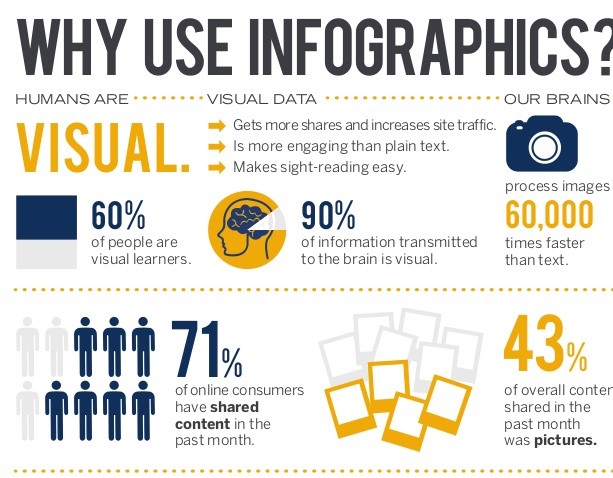 WHY USE INFOGRAPHICS?
HUMANS ARE
VISUAL.
60%
of people are
visual learners.
VISUAL DATA
Gets more shares and increases site traffic.
Is more engaging than plain text.
Makes sight-reading easy.
90%
of information transmitted
to the brain is visual.
OUR BRAINS
process images
60,000
times faster
than text.
71%
of online consumers
have shared
content in the
past month.
43%
of overall conten
shared in the
past month
was pictures.